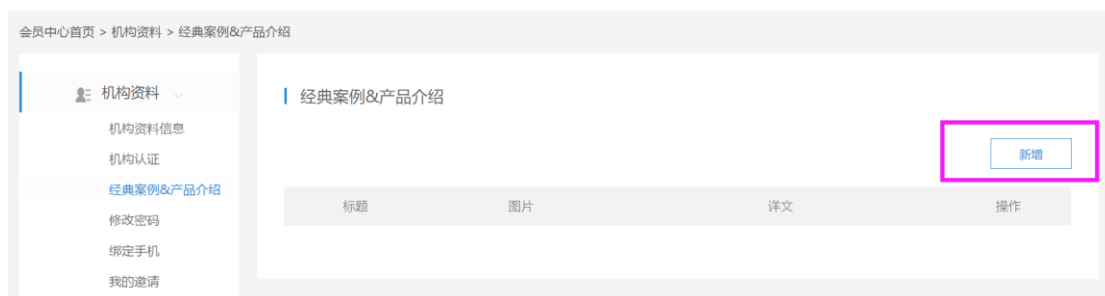 会员中心首页 > 机构资料 > 经典案例&产品介绍
机构资料
机构资料信息
机构认证
经典案例&产品介绍
修改密码
绑定手机
我的邀请
经典案例&产品介绍
新增
标题 图片 详文 操作